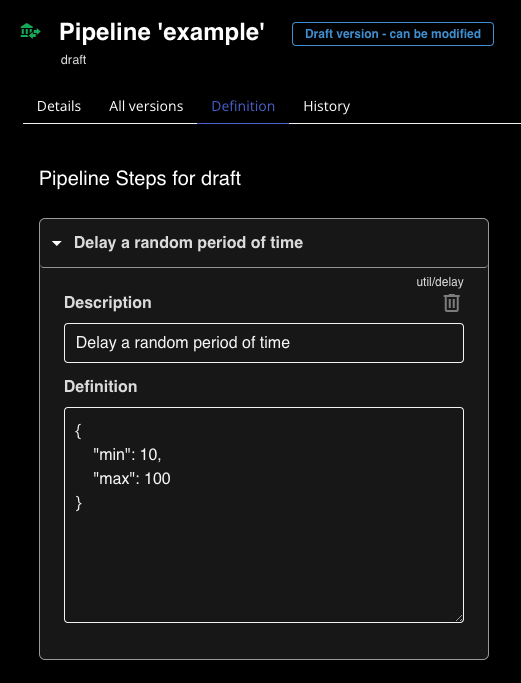 Pipeline 'example'
Draft version - can be modified
draft
Details
All versions
Definition
History
Pipeline Steps for draft
Delay a random period of time
util/delay
Description
Delay a random period of time
Definition
{
"min": 10,
"max": 100
}